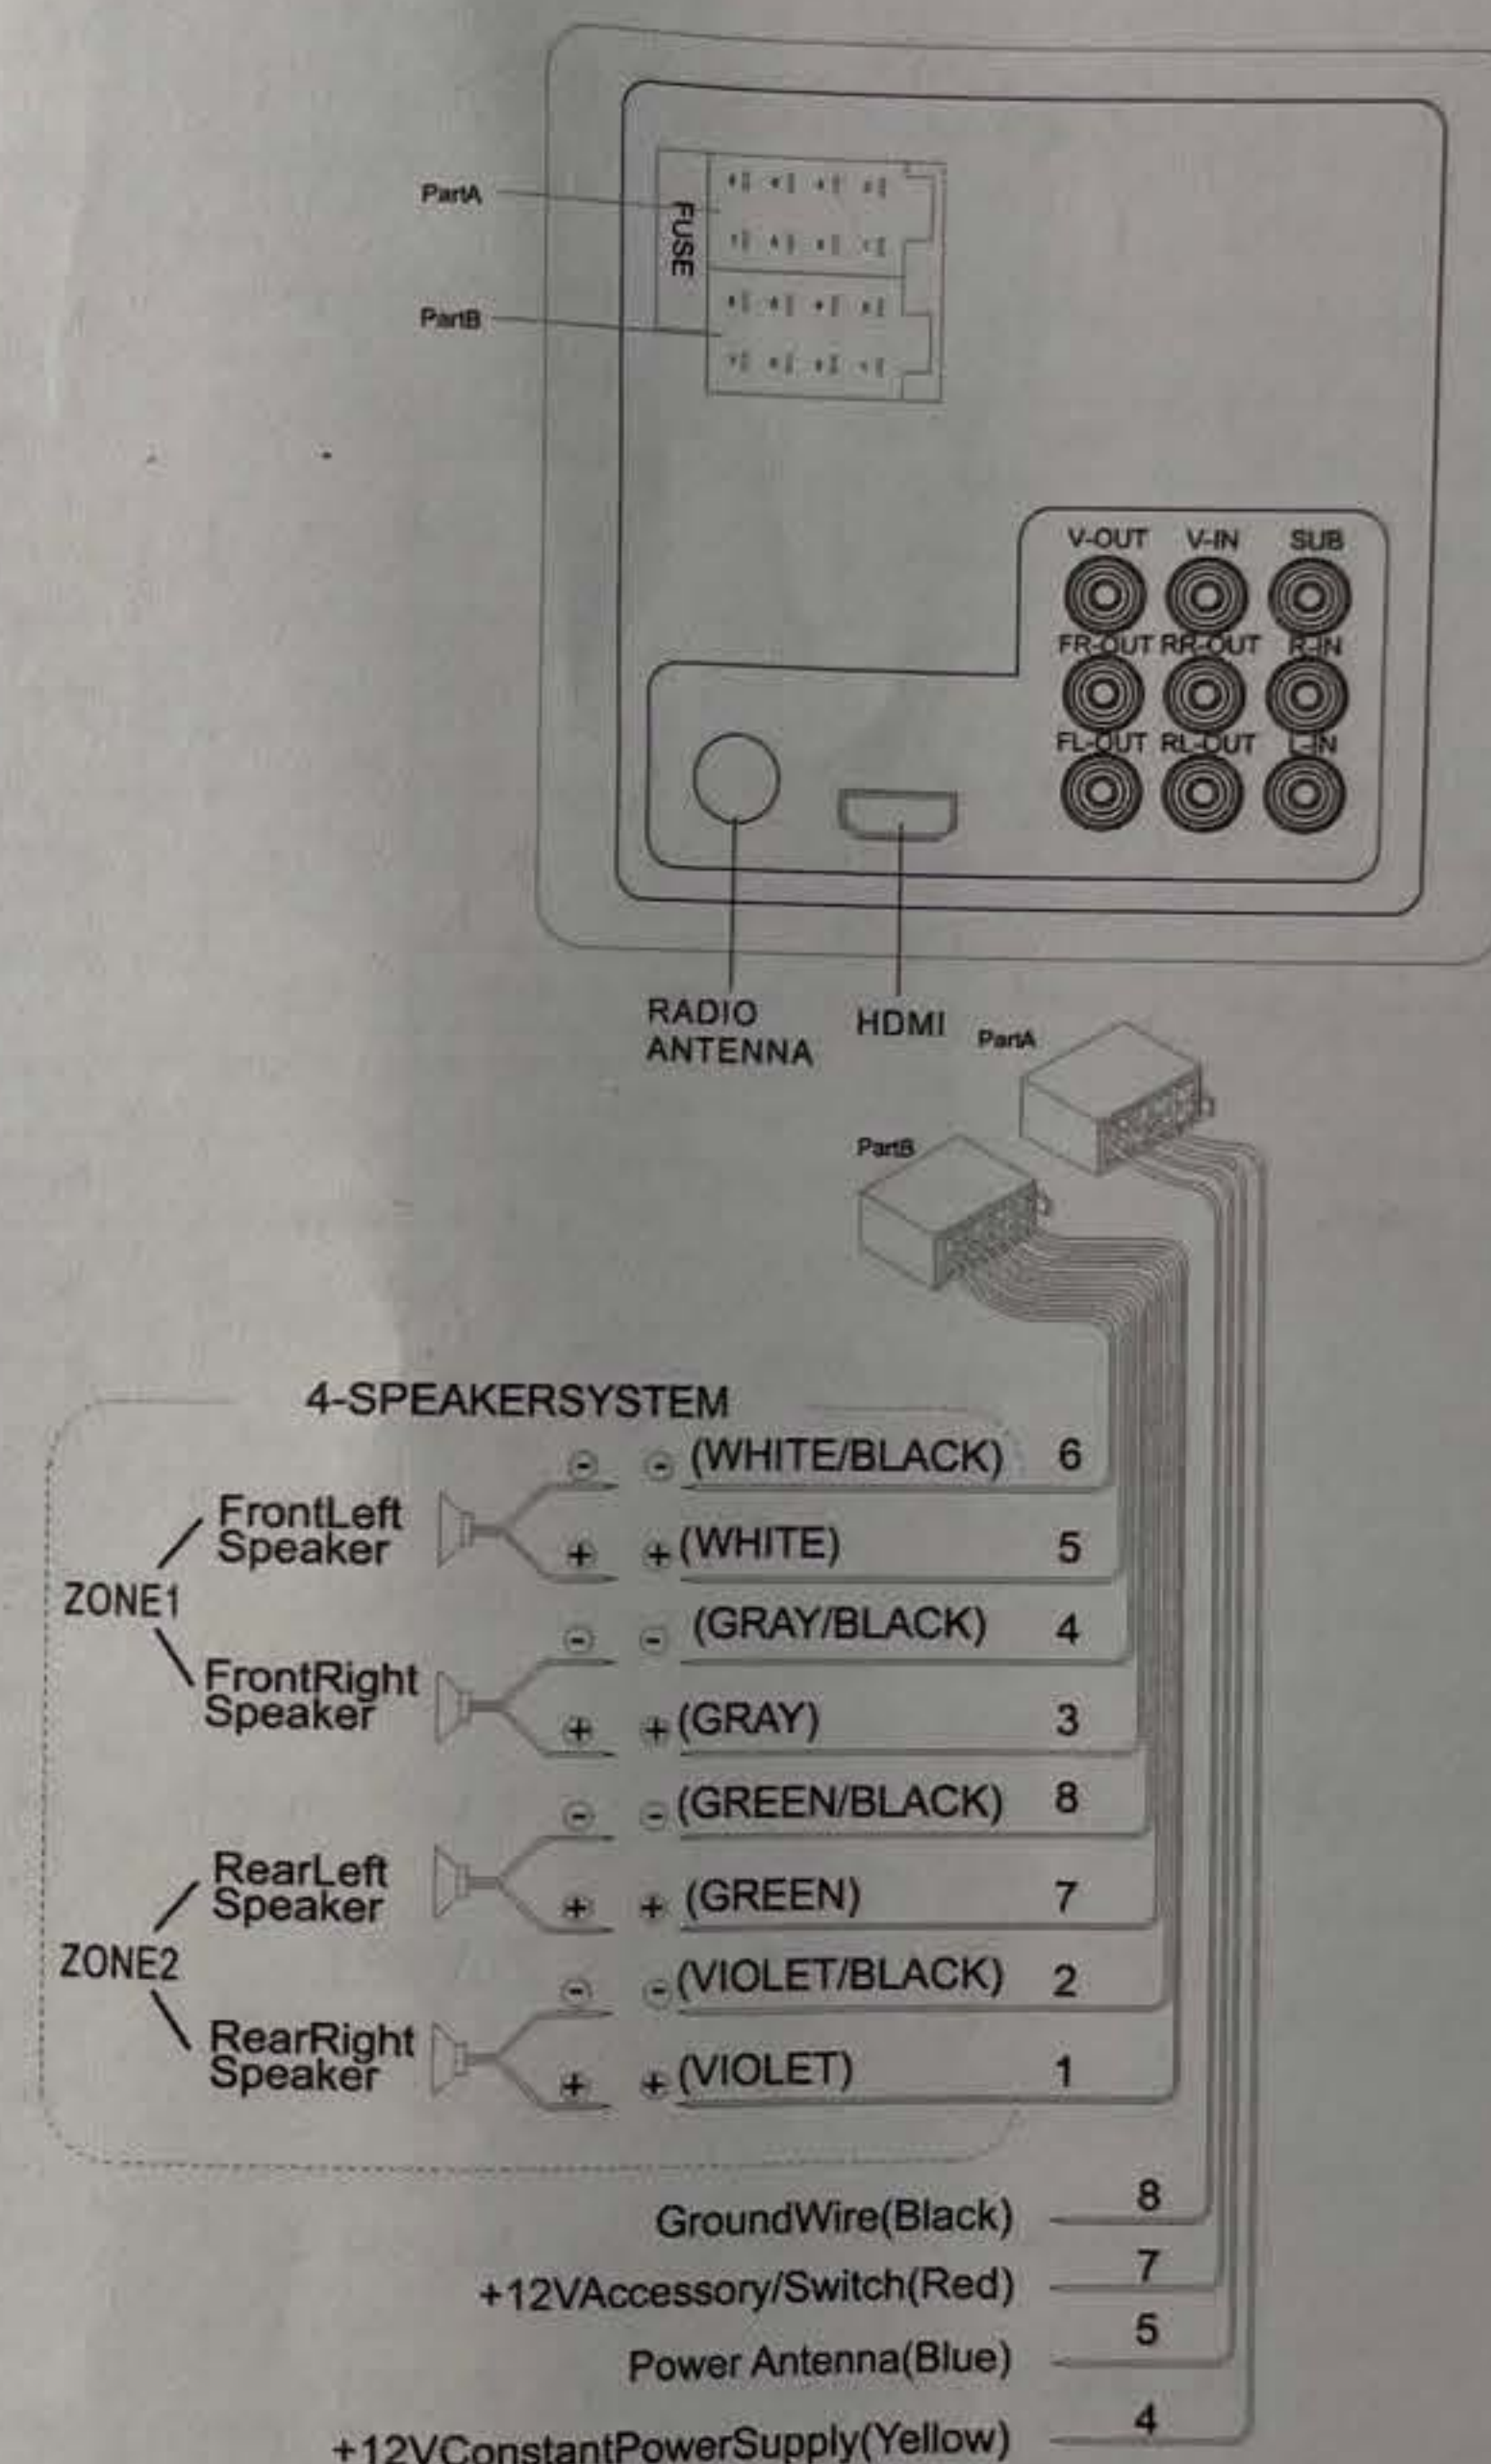 PartA
FUSE
PartB
V-OUT V-IN SUB
FR-OUT RR-OUT R-IN
FL-OUT RL-OUT L-IN
RADIO
ANTENNA
HDMI
PartA
PartB
4-SPEAKERSYSTEM
- - (WHITE/BLACK) 6
FrontLeft
Speaker
+ + (WHITE) 5
ZONE1
- - (GRAY/BLACK) 4
FrontRight
Speaker
+ + (GRAY) 3
- - (GREEN/BLACK) 8
RearLeft
Speaker
+ + (GREEN) 7
ZONE2
- - (VIOLET/BLACK) 2
RearRight
Speaker
+ + (VIOLET) 1
GroundWire(Black) 8
+12VAccessory/Switch(Red) 7
Power Antenna(Blue) 5
+12VConstantPowerSupply(Yellow) 4